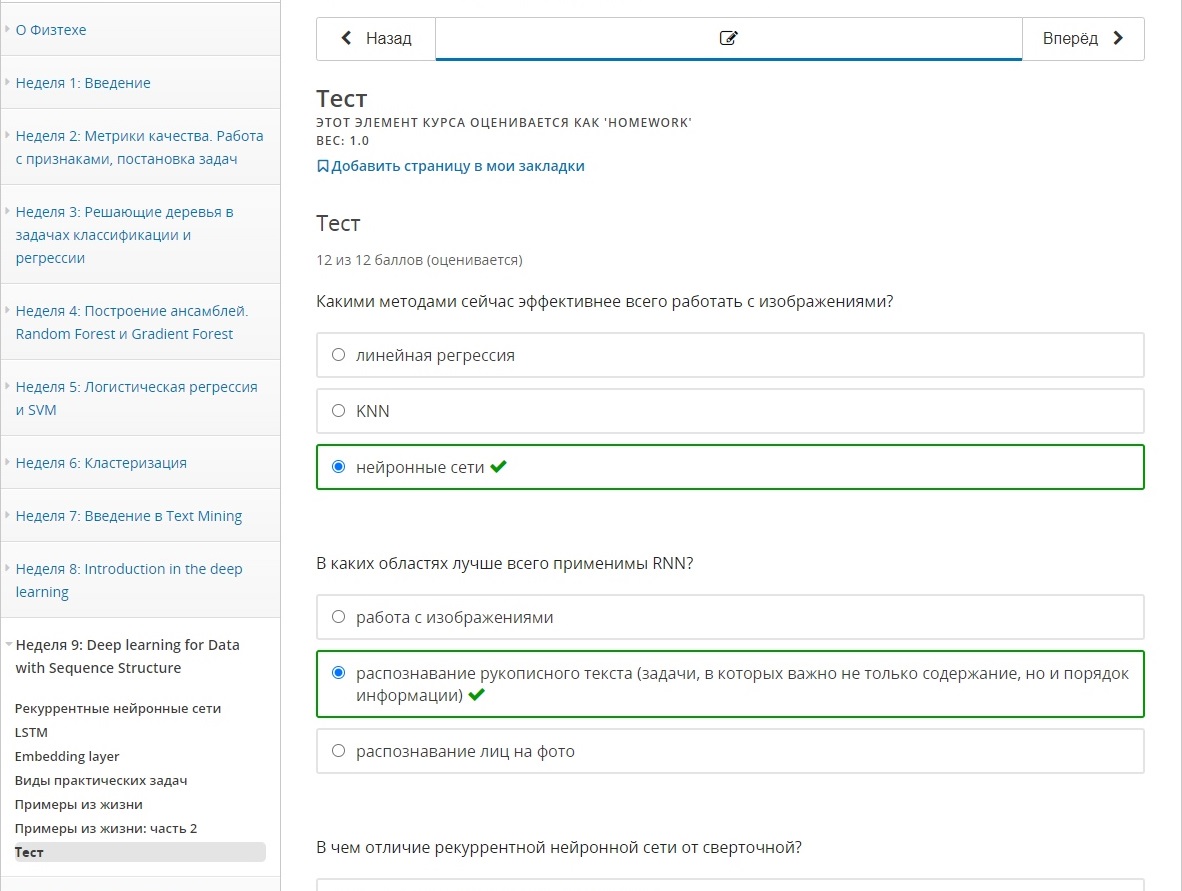 О Физтехе
Неделя 1: Введение
Неделя 2: Метрики качества. Работа
с признаками, постановка задач
Неделя 3: Решающие деревья в
задачах классификации и
регрессии
Неделя 4: Построение ансамблей.
Random Forest и Gradient Forest
Неделя 5: Логистическая регрессия
и SVM
Неделя 6: Кластеризация
Неделя 7: Введение в Text Mining
Неделя 8: Introduction in the deep
learning
Неделя 9: Deep learning for Data
with Sequence Structure
Рекуррентные нейронные сети
LSTM
Embedding layer
Виды практических задач
Примеры из жизни
Примеры из жизни: часть 2
Тест
Назад
Вперёд
Тест
ЭТОТ ЭЛЕМЕНТ КУРСА ОЦЕНИВАЕТСЯ КАК 'HOMEWORK'
ВЕС: 1.0
Добавить страницу в мои закладки
Тест
12 из 12 баллов (оценивается)
Какими методами сейчас эффективнее всего работать с изображениями?
линейная регрессия
KNN
нейронные сети
В каких областях лучше всего применимы RNN?
работа с изображениями
распознавание рукописного текста (задачи, в которых важно не только содержание, но и порядок
информации)
распознавание лиц на фото
В чем отличие рекуррентной нейронной сети от сверточной?